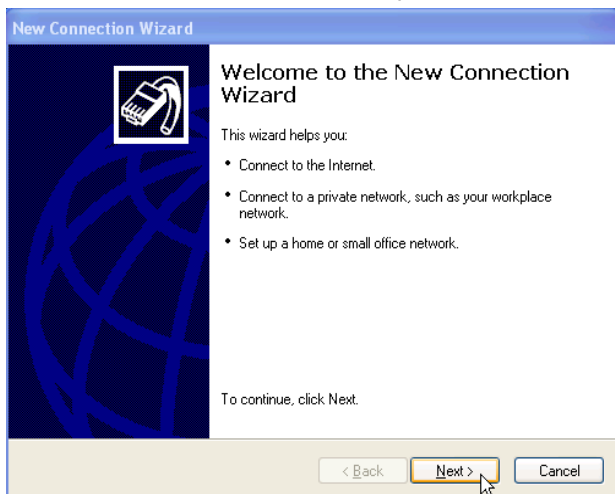 New Connection Wizard
Welcome to the New Connection
Wizard
This wizard helps you:
• Connect to the Internet.
• Connect to a private network, such as your workplace
network.
• Set up a home or small office network.
To continue, click Next.
< Back
Next >
Cancel